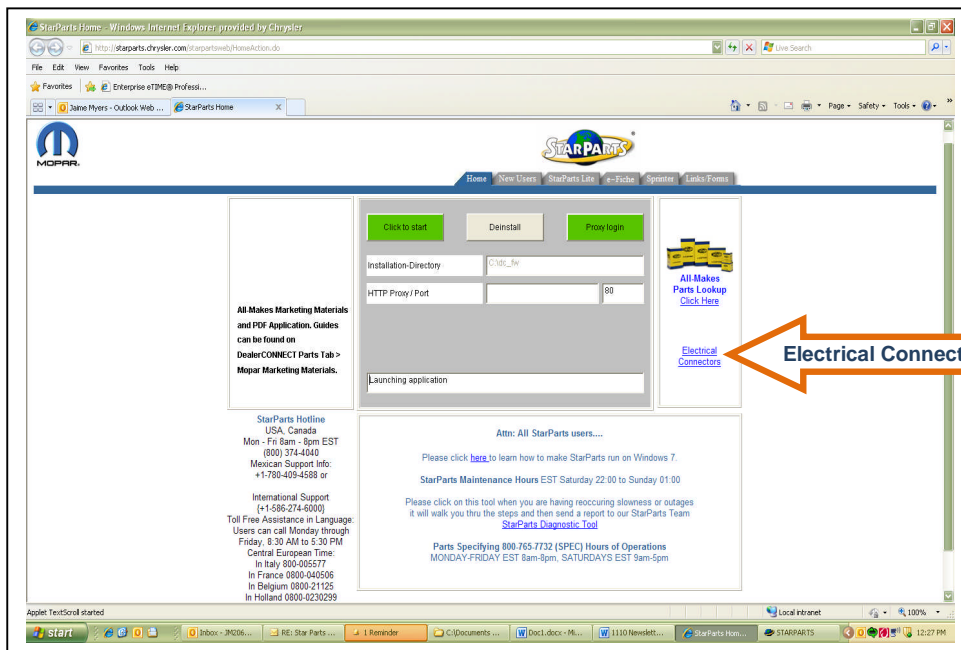 StarParts Home - Windows Internet Explorer provided by Chrysler
http://starparts.chrysler.com/starpartsweb/HomeAction.do
Live Search
File Edit View Favorites Tools Help
Favorites Enterprise eTIME® Professi...
Jaime Myers - Outlook Web ... StarParts Home X Page Safety Tools
MOPAR
STARPARTS
Home New Users StarParts Lite e-Fiche Sprinter Links/Forms
Click to start Deinstall Proxy login
Installation-Directory C:\dc_fw
HTTP Proxy / Port 80
Launching application
All-Makes Marketing Materials
and PDF Application. Guides
can be found on
DealerCONNECT Parts Tab >
Mopar Marketing Materials.
All-Makes
Parts Lookup
Click Here
Electrical
Connectors
Electrical Connect
StarParts Hotline
USA, Canada
Mon - Fri 8am - 8pm EST
(800) 374-4040
Mexican Support Info:
+1-780-409-4588 or
International Support
{+1-586-274-6000}
Toll Free Assistance in Language:
Users can call Monday through
Friday, 8:30 AM to 5:30 PM
Central European Time:
In Italy 800-005577
In France 0800-040506
In Belgium 0800-21125
In Holland 0800-0230299
Attn: All StarParts users....
Please click here to learn how to make StarParts run on Windows 7.
StarParts Maintenance Hours EST Saturday 22:00 to Sunday 01:00
Please click on this tool when you are having reoccuring slowness or outages
it will walk you thru the steps and then send a report to our StarParts Team
StarParts Diagnostic Tool
Parts Specifying 800-765-7732 (SPEC) Hours of Operations
MONDAY-FRIDAY EST 8am-8pm, SATURDAYS EST 9am-5pm
Applet TextScroll started Local intranet 100%
start Inbox - JM206... RE: Star Parts ... 1 Reminder C:\Documents ... Doc1.docx - Mi... 1110 Newslett... StarParts Hom... STARPARTS 12:27 PM